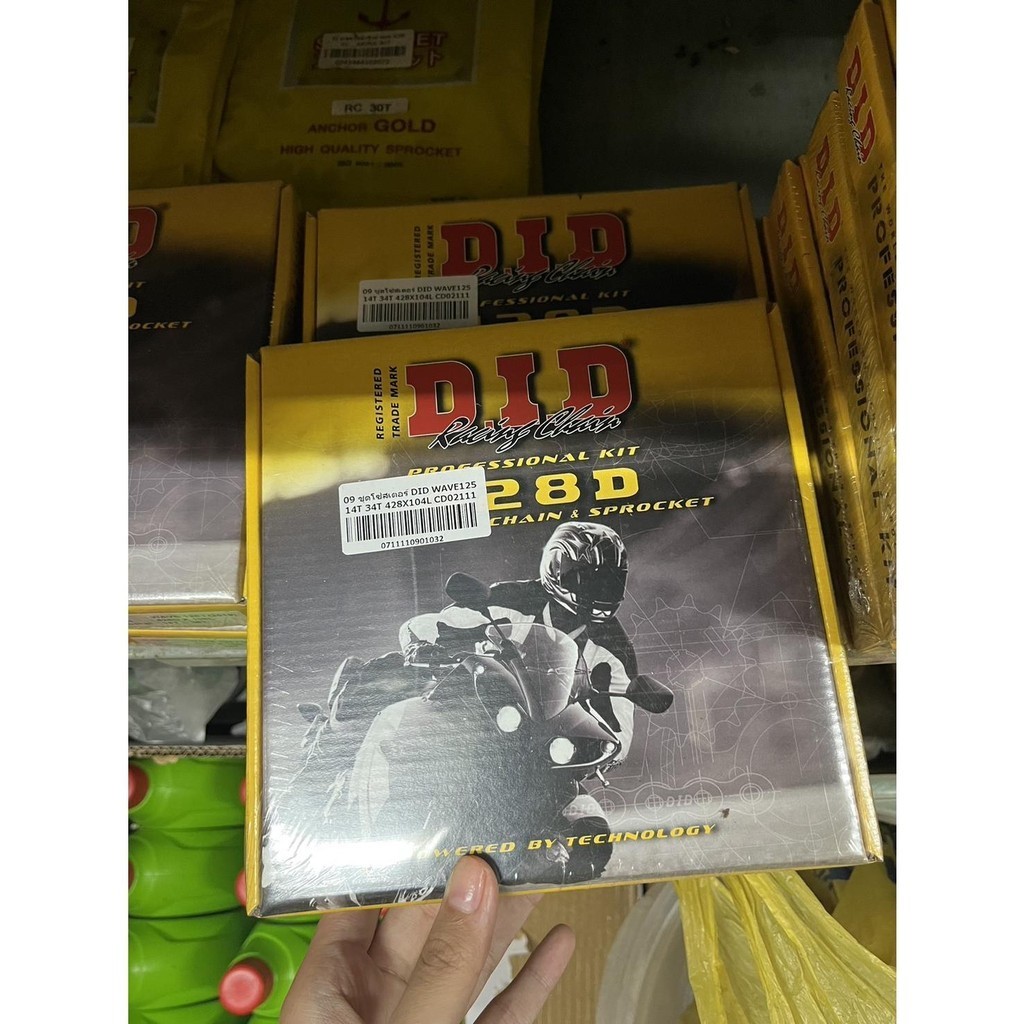 RC 30T
ANCHOR GOLD
HIGH QUALITY SPROCKET
REGISTERED
TRADE MARK
D.I.D
Racing Chain
09 ชุดโซ่สเตอร์ DID WAVE125
14T 34T 428X104L CD02111
0711110901032
KIT
SPROCKET
D.I.D
D.I.D
D.I.D
Racing Chain
PROFESSIONAL
PROFESSIONAL
REGISTERED
TRADE MARK
D.I.D
Racing Chain
PROFESSIONAL KIT
28D
CHAIN & SPROCKET
09 ชุดโซ่สเตอร์ DID WAVE125
14T 34T 428X104L CD02111
0711110901032
POWERED BY TECHNOLOGY